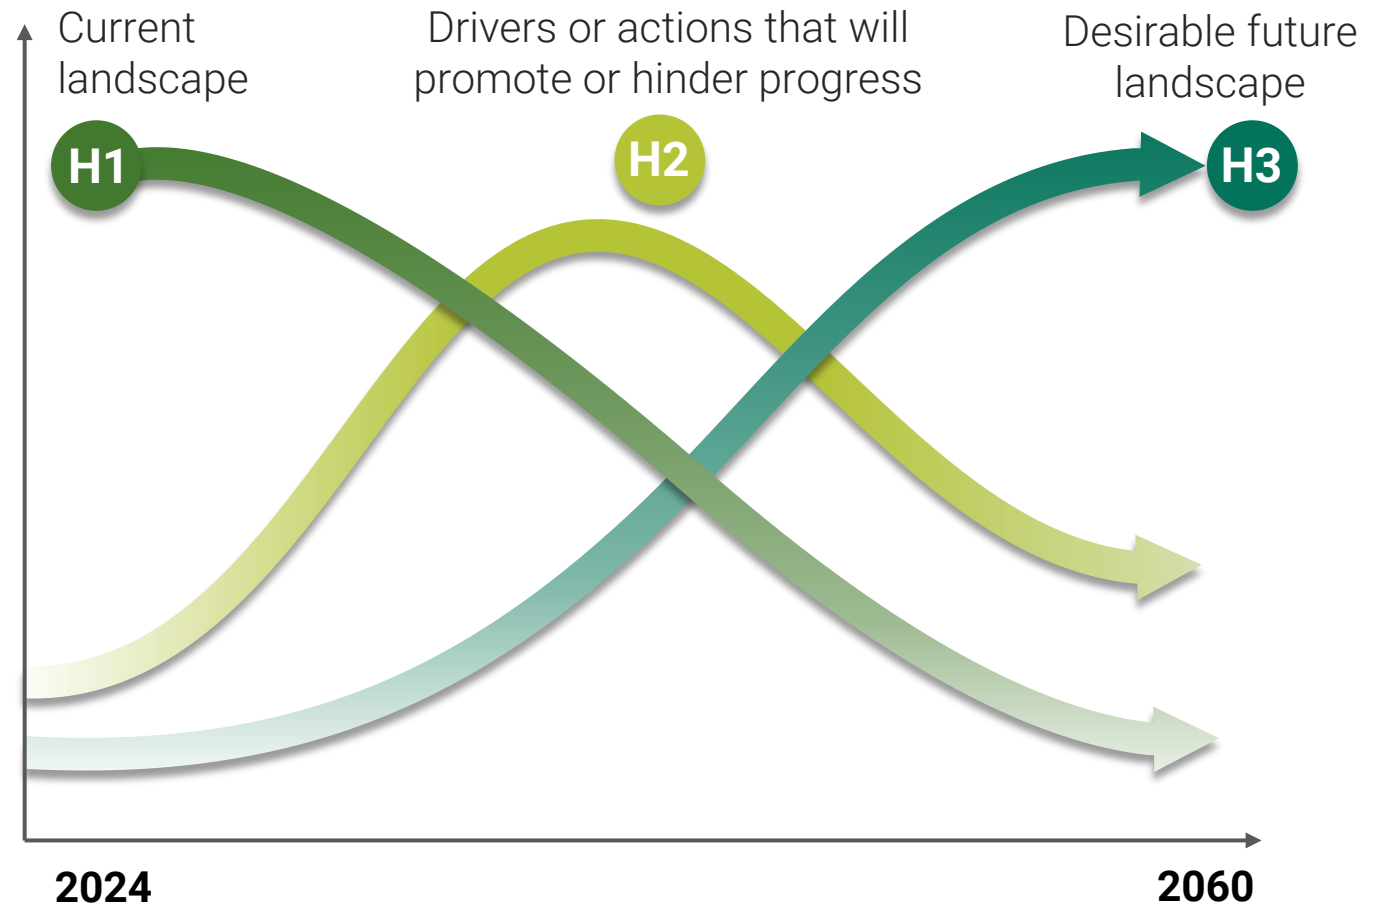 Current
landscape
Drivers or actions that will
promote or hinder progress
Desirable future
landscape
H1
H2
H3
2024
2060